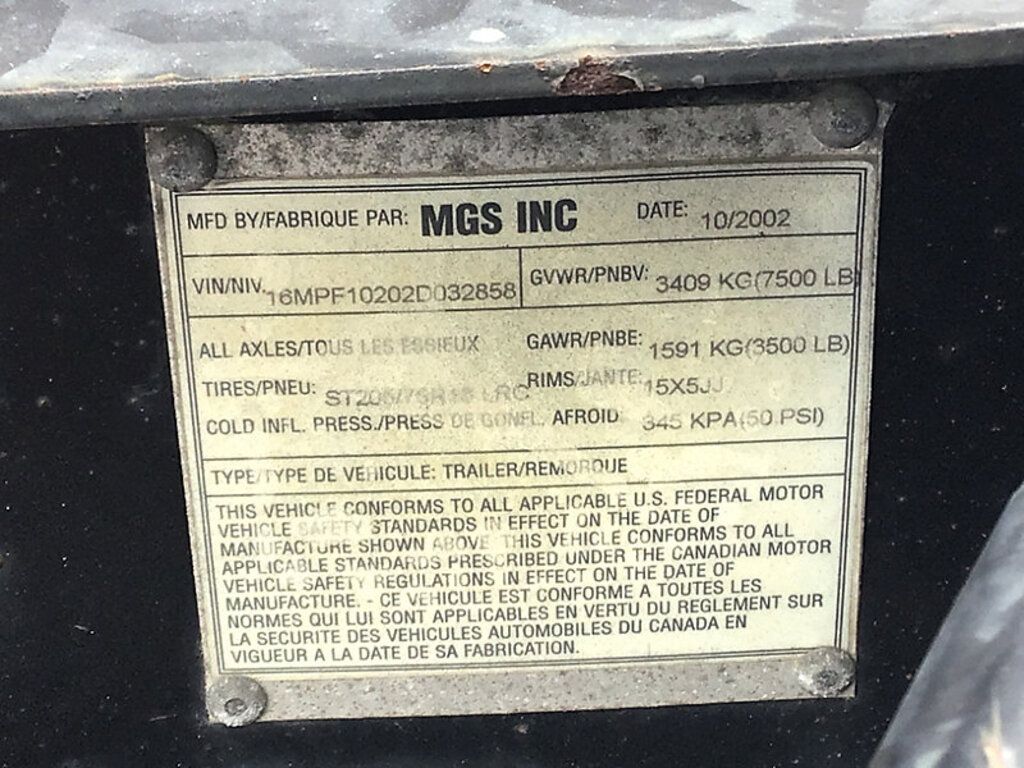 MFD BY/FABRIQUE PAR: MGS INC DATE: 10/2002
VIN/NIV. 16MPF10202D032858 GVWR/PNBV: 3409 KG(7500 LB)
ALL AXLES/TOUS LES ESSIEUX GAWR/PNBE: 1591 KG(3500 LB)
TIRES/PNEU: ST205/75R15 LRC RIMS/JANTE: 15X5JJ
COLD INFL. PRESS./PRESS DE GONFL. AFROID 345 KPA(50 PSI)
TYPE/TYPE DE VEHICULE: TRAILER/REMORQUE
THIS VEHICLE CONFORMS TO ALL APPLICABLE U.S. FEDERAL MOTOR
VEHICLE SAFETY STANDARDS IN EFFECT ON THE DATE OF
MANUFACTURE SHOWN ABOVE THIS VEHICLE CONFORMS TO ALL
APPLICABLE STANDARDS PRESCRIBED UNDER THE CANADIAN MOTOR
VEHICLE SAFETY REGULATIONS IN EFFECT ON THE DATE OF
MANUFACTURE. - CE VEHICULE EST CONFORME A TOUTES LES
NORMES QUI LUI SONT APPLICABLES EN VERTU DU REGLEMENT SUR
LA SECURITE DES VEHICULES AUTOMOBILES DU CANADA EN
VIGUEUR A LA DATE DE SA FABRICATION.